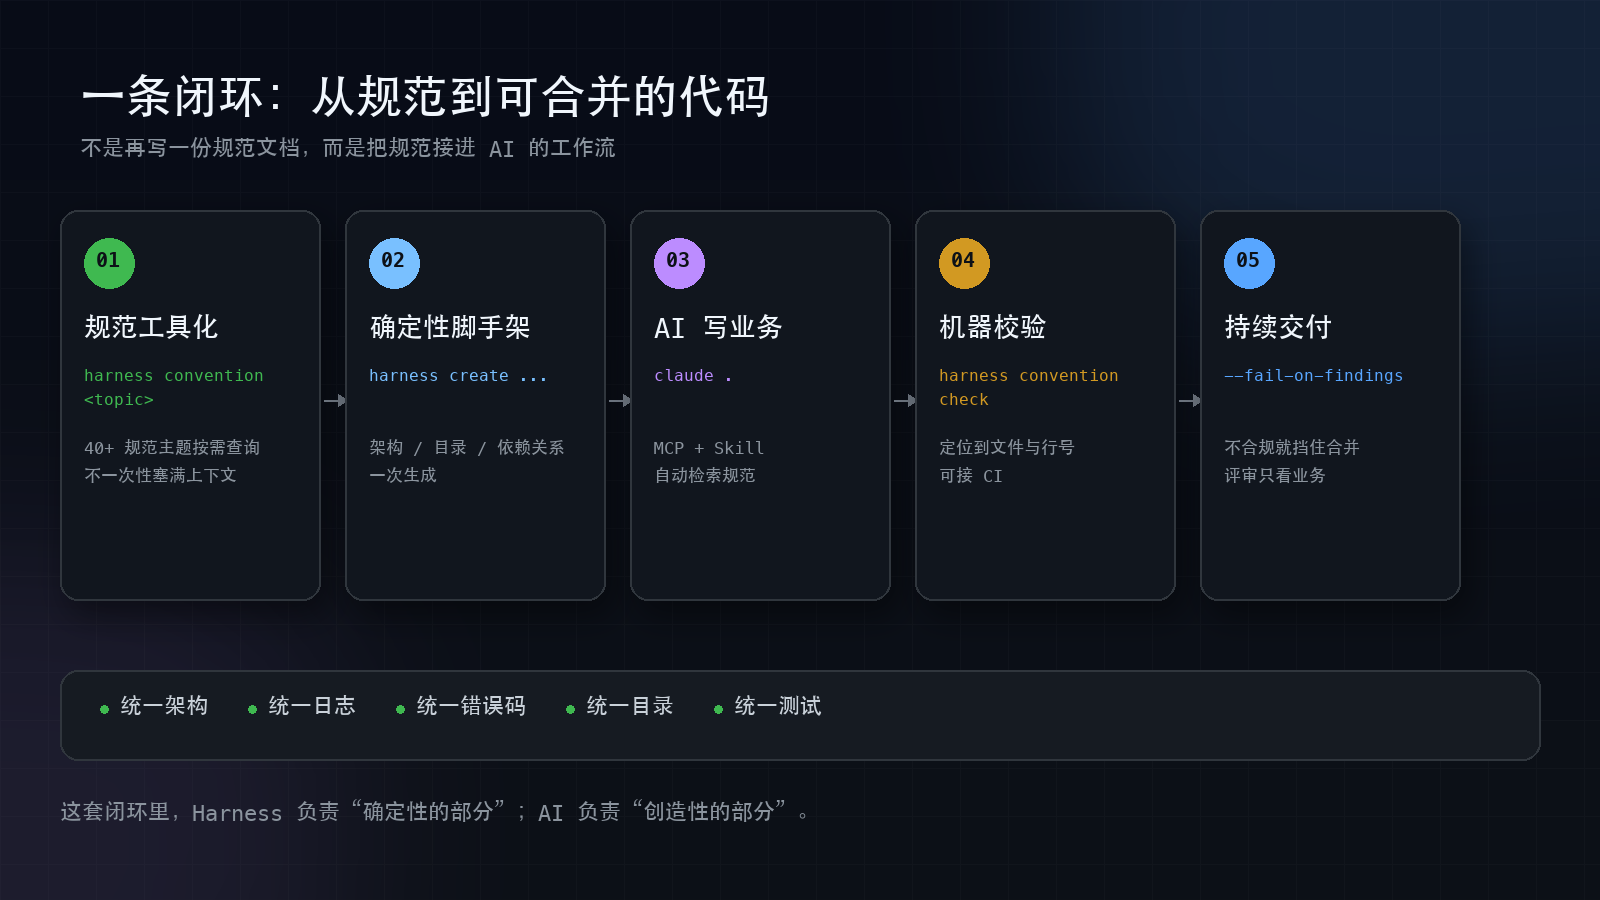 一条闭环：从规范到可合并的代码
不是再写一份规范文档，而是把规范接进 AI 的工作流
01
规范工具化
harness convention
<topic>
40+ 规范主题按需查询
不一次性塞满上下文
02
确定性脚手架
harness create ...
架构 / 目录 / 依赖关系
一次生成
03
AI 写业务
claude .
MCP + Skill
自动检索规范
04
机器校验
harness convention
check
定位到文件与行号
可接 CI
05
持续交付
--fail-on-findings
不合规就挡住合并
评审只看业务
统一架构
统一日志
统一错误码
统一目录
统一测试
这套闭环里，Harness 负责“确定性的部分”；AI 负责“创造性的部分”。